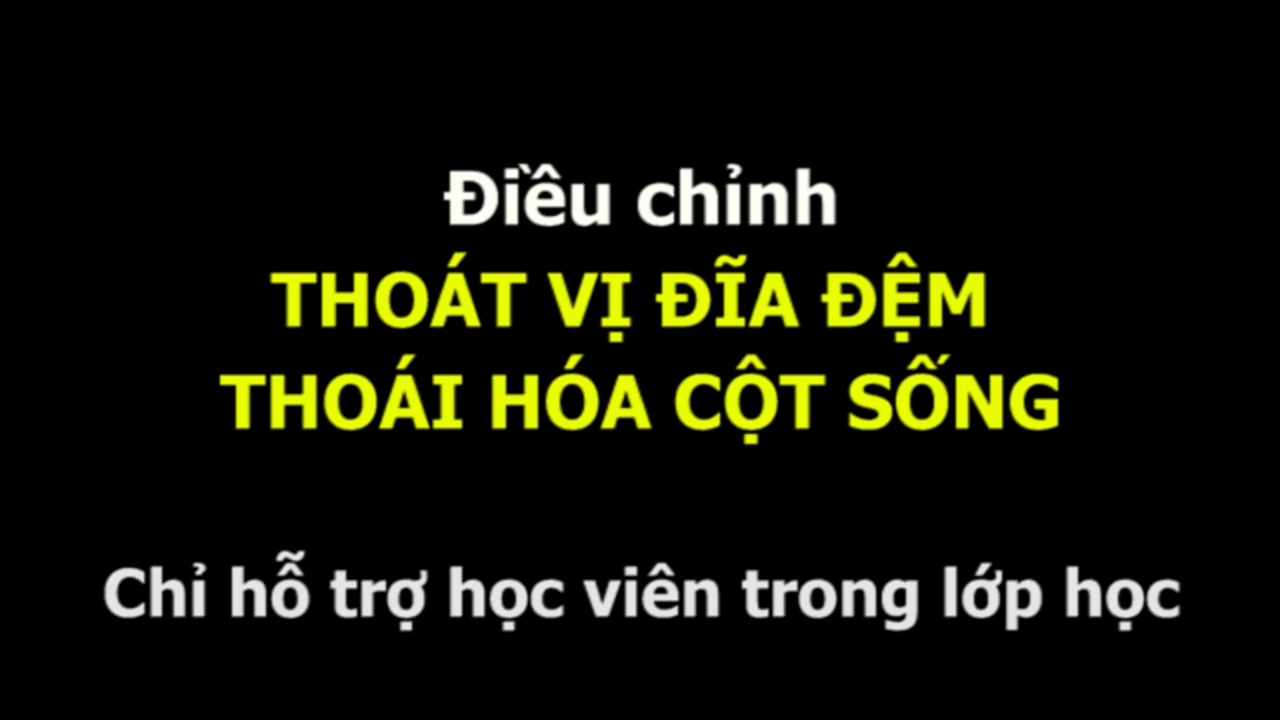 Điều chỉnh
THOÁT VỊ ĐĨA ĐỆM
THOÁI HÓA CỘT SỐNG
Chỉ hỗ trợ học viên trong lớp học